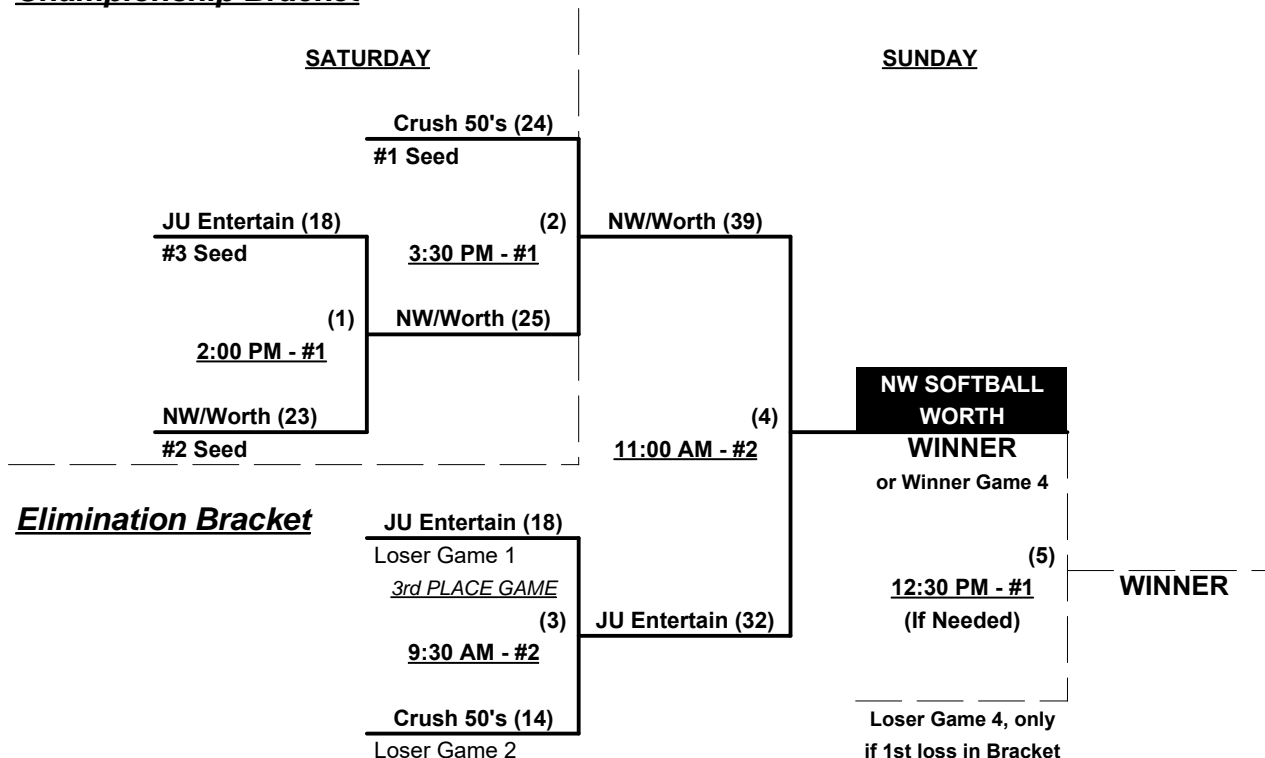 Championship Bracket
SATURDAY
SUNDAY
Crush 50's (24)
#1 Seed
JU Entertain (18)
(2)
NW/Worth (39)
#3 Seed
3:30 PM - #1
(1)
NW/Worth (25)
2:00 PM - #1
NW SOFTBALL
WORTH
NW/Worth (23)
(4)
#2 Seed
11:00 AM - #2
WINNER
or Winner Game 4
Elimination Bracket
JU Entertain (18)
Loser Game 1
(5)
3rd PLACE GAME
12:30 PM - #1
WINNER
(3)
JU Entertain (32)
(If Needed)
9:30 AM - #2
Crush 50's (14)
Loser Game 4, only
Loser Game 2
if 1st loss in Bracket